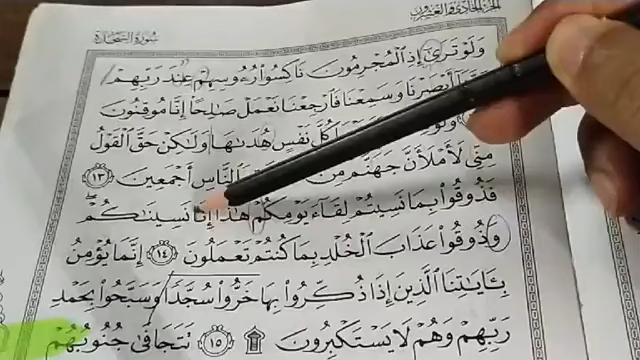 الجزء الحادي والعشرون
سورة السجدة
وَلَوْ تَرَىٰٓ إِذِ ٱلْمُجْرِمُونَ نَاكِسُوا۟ رُءُوسِهِمْ عِندَ رَبِّهِمْ
أَبْصَرْنَا وَسَمِعْنَا فَٱرْجِعْنَا نَعْمَلْ صَٰلِحًا إِنَّا مُوقِنُونَ
كُلَّ نَفْسٍ هُدَىٰهَا وَلَٰكِنْ حَقَّ ٱلْقَوْلُ
مِنِّى لَأَمْلَأَنَّ جَهَنَّمَ مِنَ وَٱلنَّاسِ أَجْمَعِينَ ١٣
فَذُوقُوا۟ بِمَا نَسِيتُمْ لِقَآءَ يَوْمِكُمْ هَٰذَآ إِنَّا نَسِينَٰكُمْ
وَذُوقُوا۟ عَذَابَ ٱلْخُلْدِ بِمَا كُنتُمْ تَعْمَلُونَ ١٤ إِنَّمَا يُؤْمِنُ
بِـَٔايَٰتِنَا ٱلَّذِينَ إِذَا ذُكِّرُوا۟ بِهَا خَرُّوا۟ سُجَّدًا وَسَبَّحُوا۟ بِحَمْدِ
رَبِّهِمْ وَهُمْ لَا يَسْتَكْبِرُونَ ۩ ١٥ تَتَجَافَىٰ جُنُوبُهُمْ